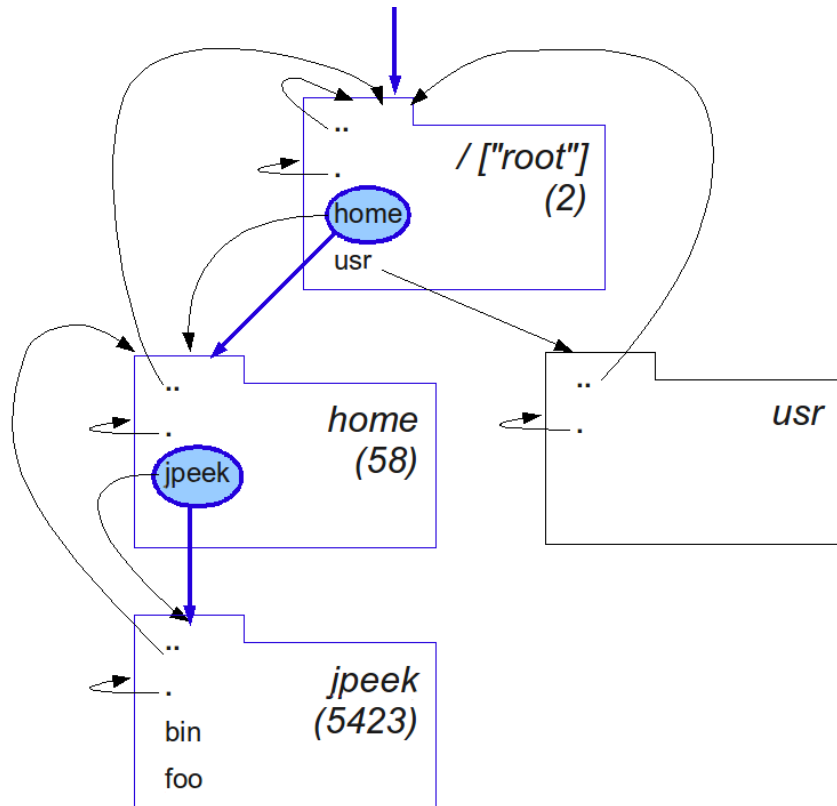 ..
.
/ ["root"]
(2)
home
usr
..
.
home
(58)
jpeek
..
.
usr
..
.
jpeek
(5423)
bin
foo